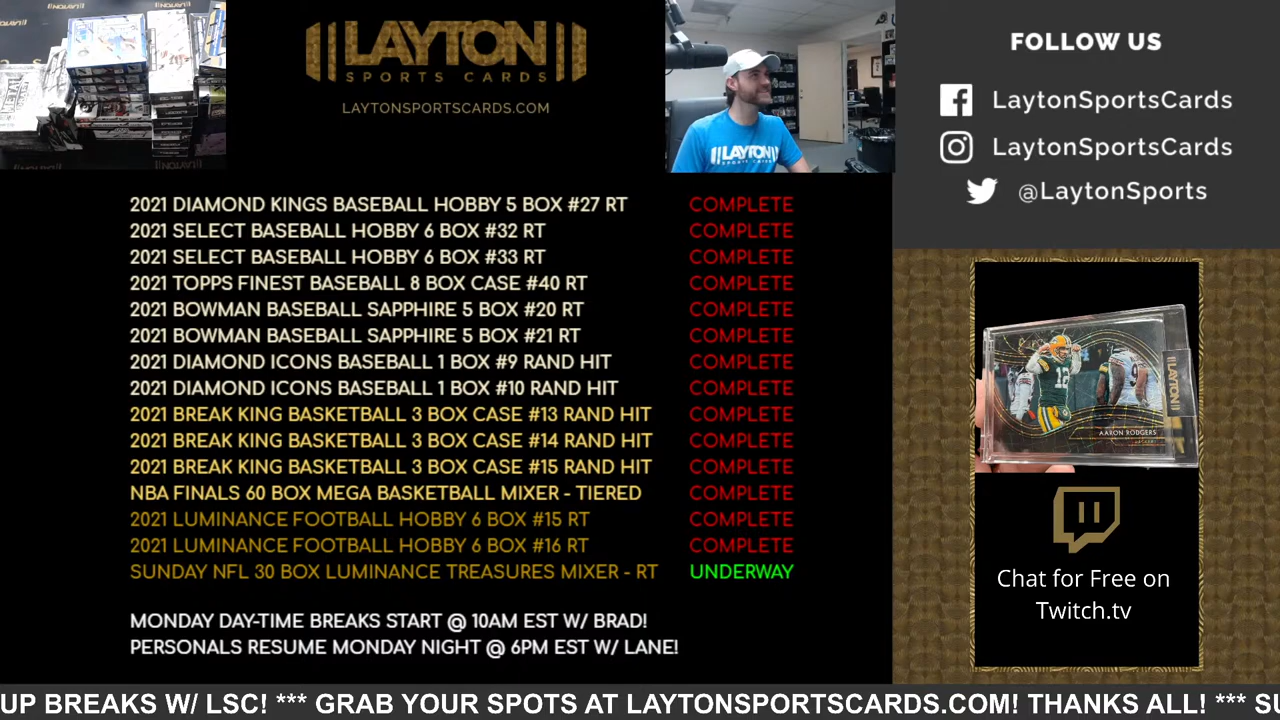 LAYTON
SPORTS CARDS
LAYTONSPORTSCARDS.COM
LAYTON
SPORTS CARDS
FOLLOW US
LaytonSportsCards
LaytonSportsCards
@LaytonSports
2021 DIAMOND KINGS BASEBALL HOBBY 5 BOX #27 RT COMPLETE
2021 SELECT BASEBALL HOBBY 6 BOX #32 RT COMPLETE
2021 SELECT BASEBALL HOBBY 6 BOX #33 RT COMPLETE
2021 TOPPS FINEST BASEBALL 8 BOX CASE #40 RT COMPLETE
2021 BOWMAN BASEBALL SAPPHIRE 5 BOX #20 RT COMPLETE
2021 BOWMAN BASEBALL SAPPHIRE 5 BOX #21 RT COMPLETE
2021 DIAMOND ICONS BASEBALL 1 BOX #9 RAND HIT COMPLETE
2021 DIAMOND ICONS BASEBALL 1 BOX #10 RAND HIT COMPLETE
2021 BREAK KING BASKETBALL 3 BOX CASE #13 RAND HIT COMPLETE
2021 BREAK KING BASKETBALL 3 BOX CASE #14 RAND HIT COMPLETE
2021 BREAK KING BASKETBALL 3 BOX CASE #15 RAND HIT COMPLETE
NBA FINALS 60 BOX MEGA BASKETBALL MIXER - TIERED COMPLETE
2021 LUMINANCE FOOTBALL HOBBY 6 BOX #15 RT COMPLETE
2021 LUMINANCE FOOTBALL HOBBY 6 BOX #16 RT COMPLETE
SUNDAY NFL 30 BOX LUMINANCE TREASURES MIXER - RT UNDERWAY
MONDAY DAY-TIME BREAKS START @ 10AM EST W/ BRAD!
PERSONALS RESUME MONDAY NIGHT @ 6PM EST W/ LANE!
12
AARON RODGERS
LAYTON
Chat for Free on
Twitch.tv
UP BREAKS W/ LSC! *** GRAB YOUR SPOTS AT LAYTONSPORTSCARDS.COM! THANKS ALL! *** SU